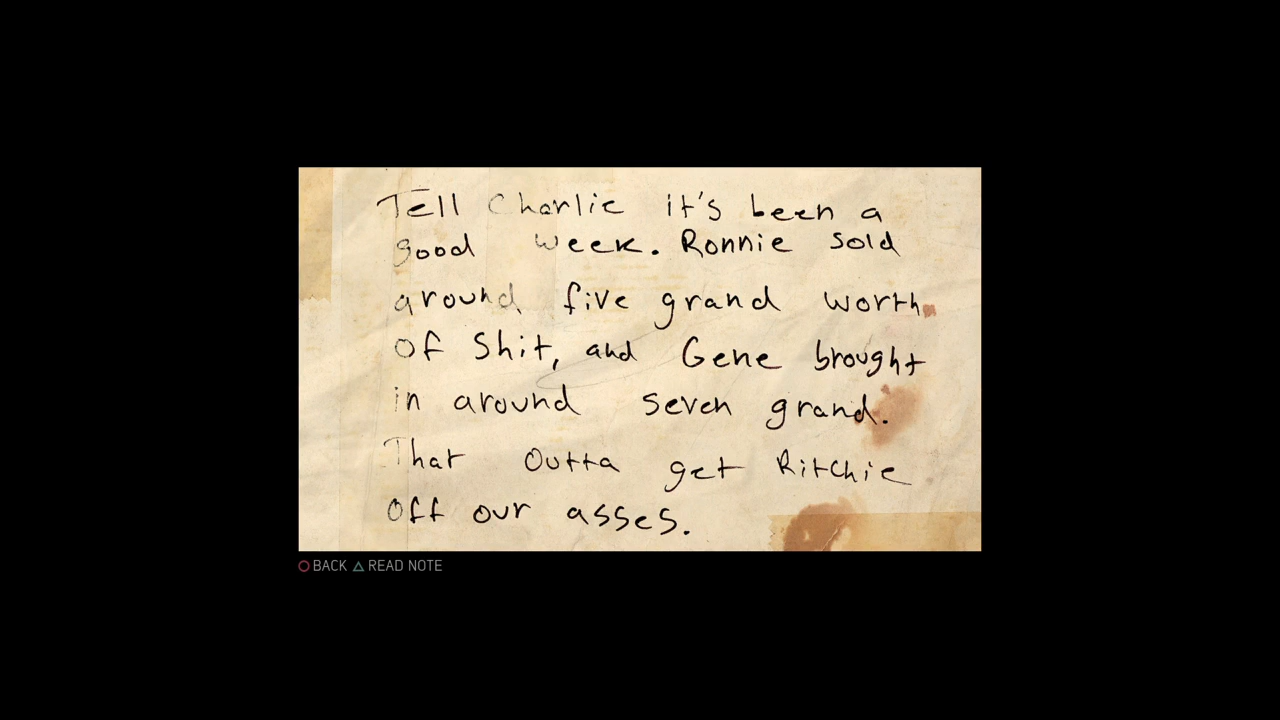 Tell Charlie it's been a
good week. Ronnie sold
around five grand worth
of Shit, and Gene brought
in around seven grand.
That Outta get Ritchie
Off our asses.
BACK READ NOTE